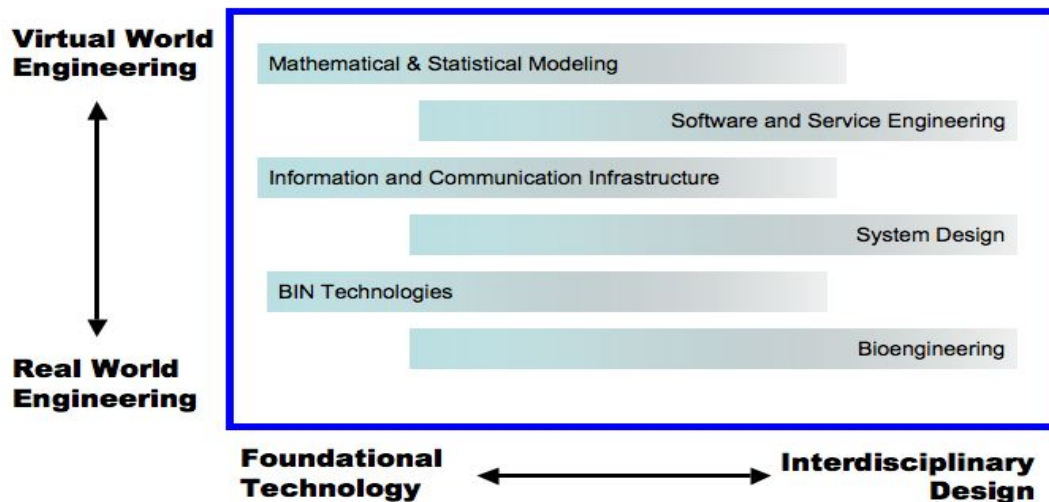 Virtual World
Engineering
Mathematical & Statistical Modeling
Software and Service Engineering
Information and Communication Infrastructure
System Design
BIN Technologies
Bioengineering
Real World
Engineering
Foundational
Technology
Interdisciplinary
Design